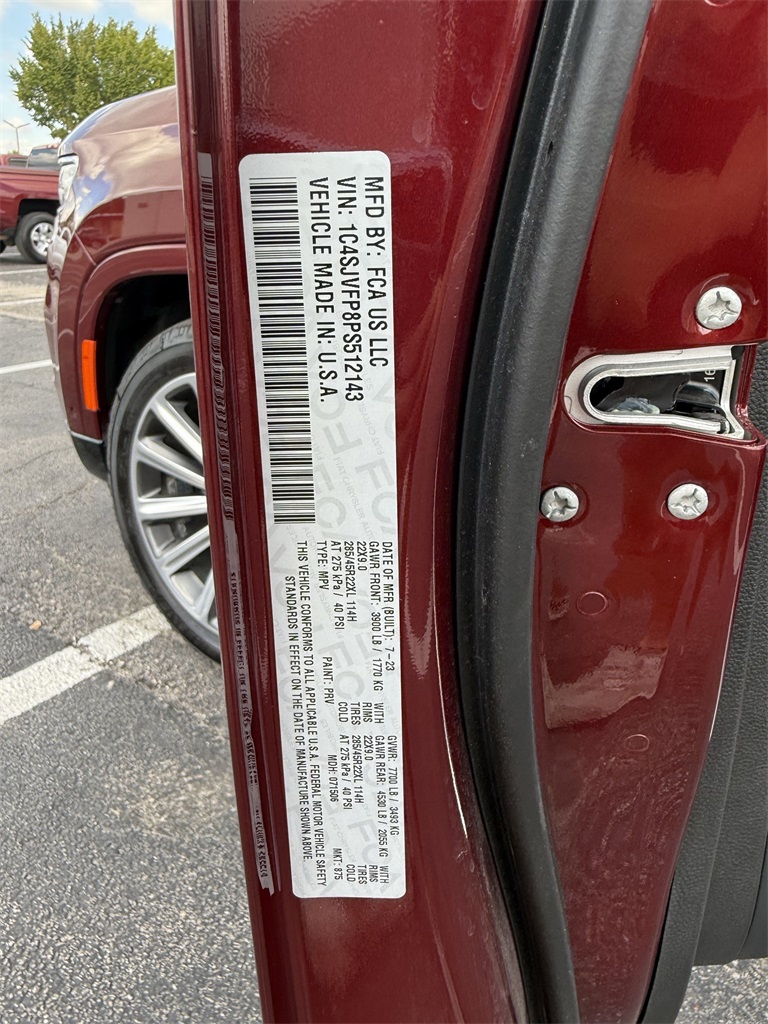 MFD BY: FCA US LLC
VIN: 1C4SJVFP8PS512143
VEHICLE MADE IN: U.S.A.
DATE OF MFR (BUILT): 7-23 GVWR: 7700 LB / 3493 KG
GAWR FRONT: 3900 LB / 1770 KG WITH GAWR REAR: 4530 LB / 2055 KG WITH
22X9.0 RIMS 22X9.0 RIMS
285/45R22XL 114H TIRES 285/45R22XL 114H TIRES
AT 275 kPa / 40 PSI COLD AT 275 kPa / 40 PSI COLD
TYPE: MPV PAINT: PRV MDH: 071506 MKT: 875
THIS VEHICLE CONFORMS TO ALL APPLICABLE U.S.A. FEDERAL MOTOR VEHICLE SAFETY
STANDARDS IN EFFECT ON THE DATE OF MANUFACTURE SHOWN ABOVE.